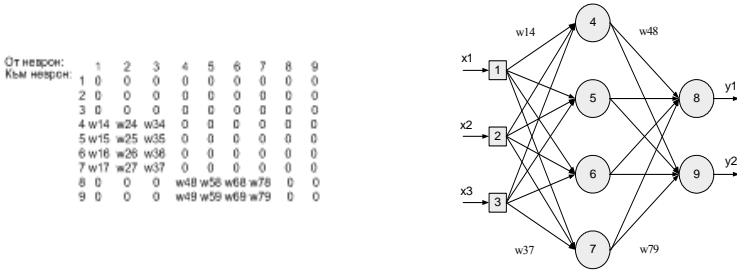 От неврон: 1 2 3 4 5 6 7 8 9
Към неврон:
1 0 0 0 0 0 0 0 0 0
2 0 0 0 0 0 0 0 0 0
3 0 0 0 0 0 0 0 0 0
4 w14 w24 w34 0 0 0 0 0 0
5 w15 w25 w35 0 0 0 0 0 0
6 w16 w26 w36 0 0 0 0 0 0
7 w17 w27 w37 0 0 0 0 0 0
8 0 0 0 w48 w58 w68 w78 0 0
9 0 0 0 w49 w59 w69 w79 0 0
w14
4
w48
x1
1
5
8
y1
x2
2
6
9
y2
x3
3
7
w37
w79